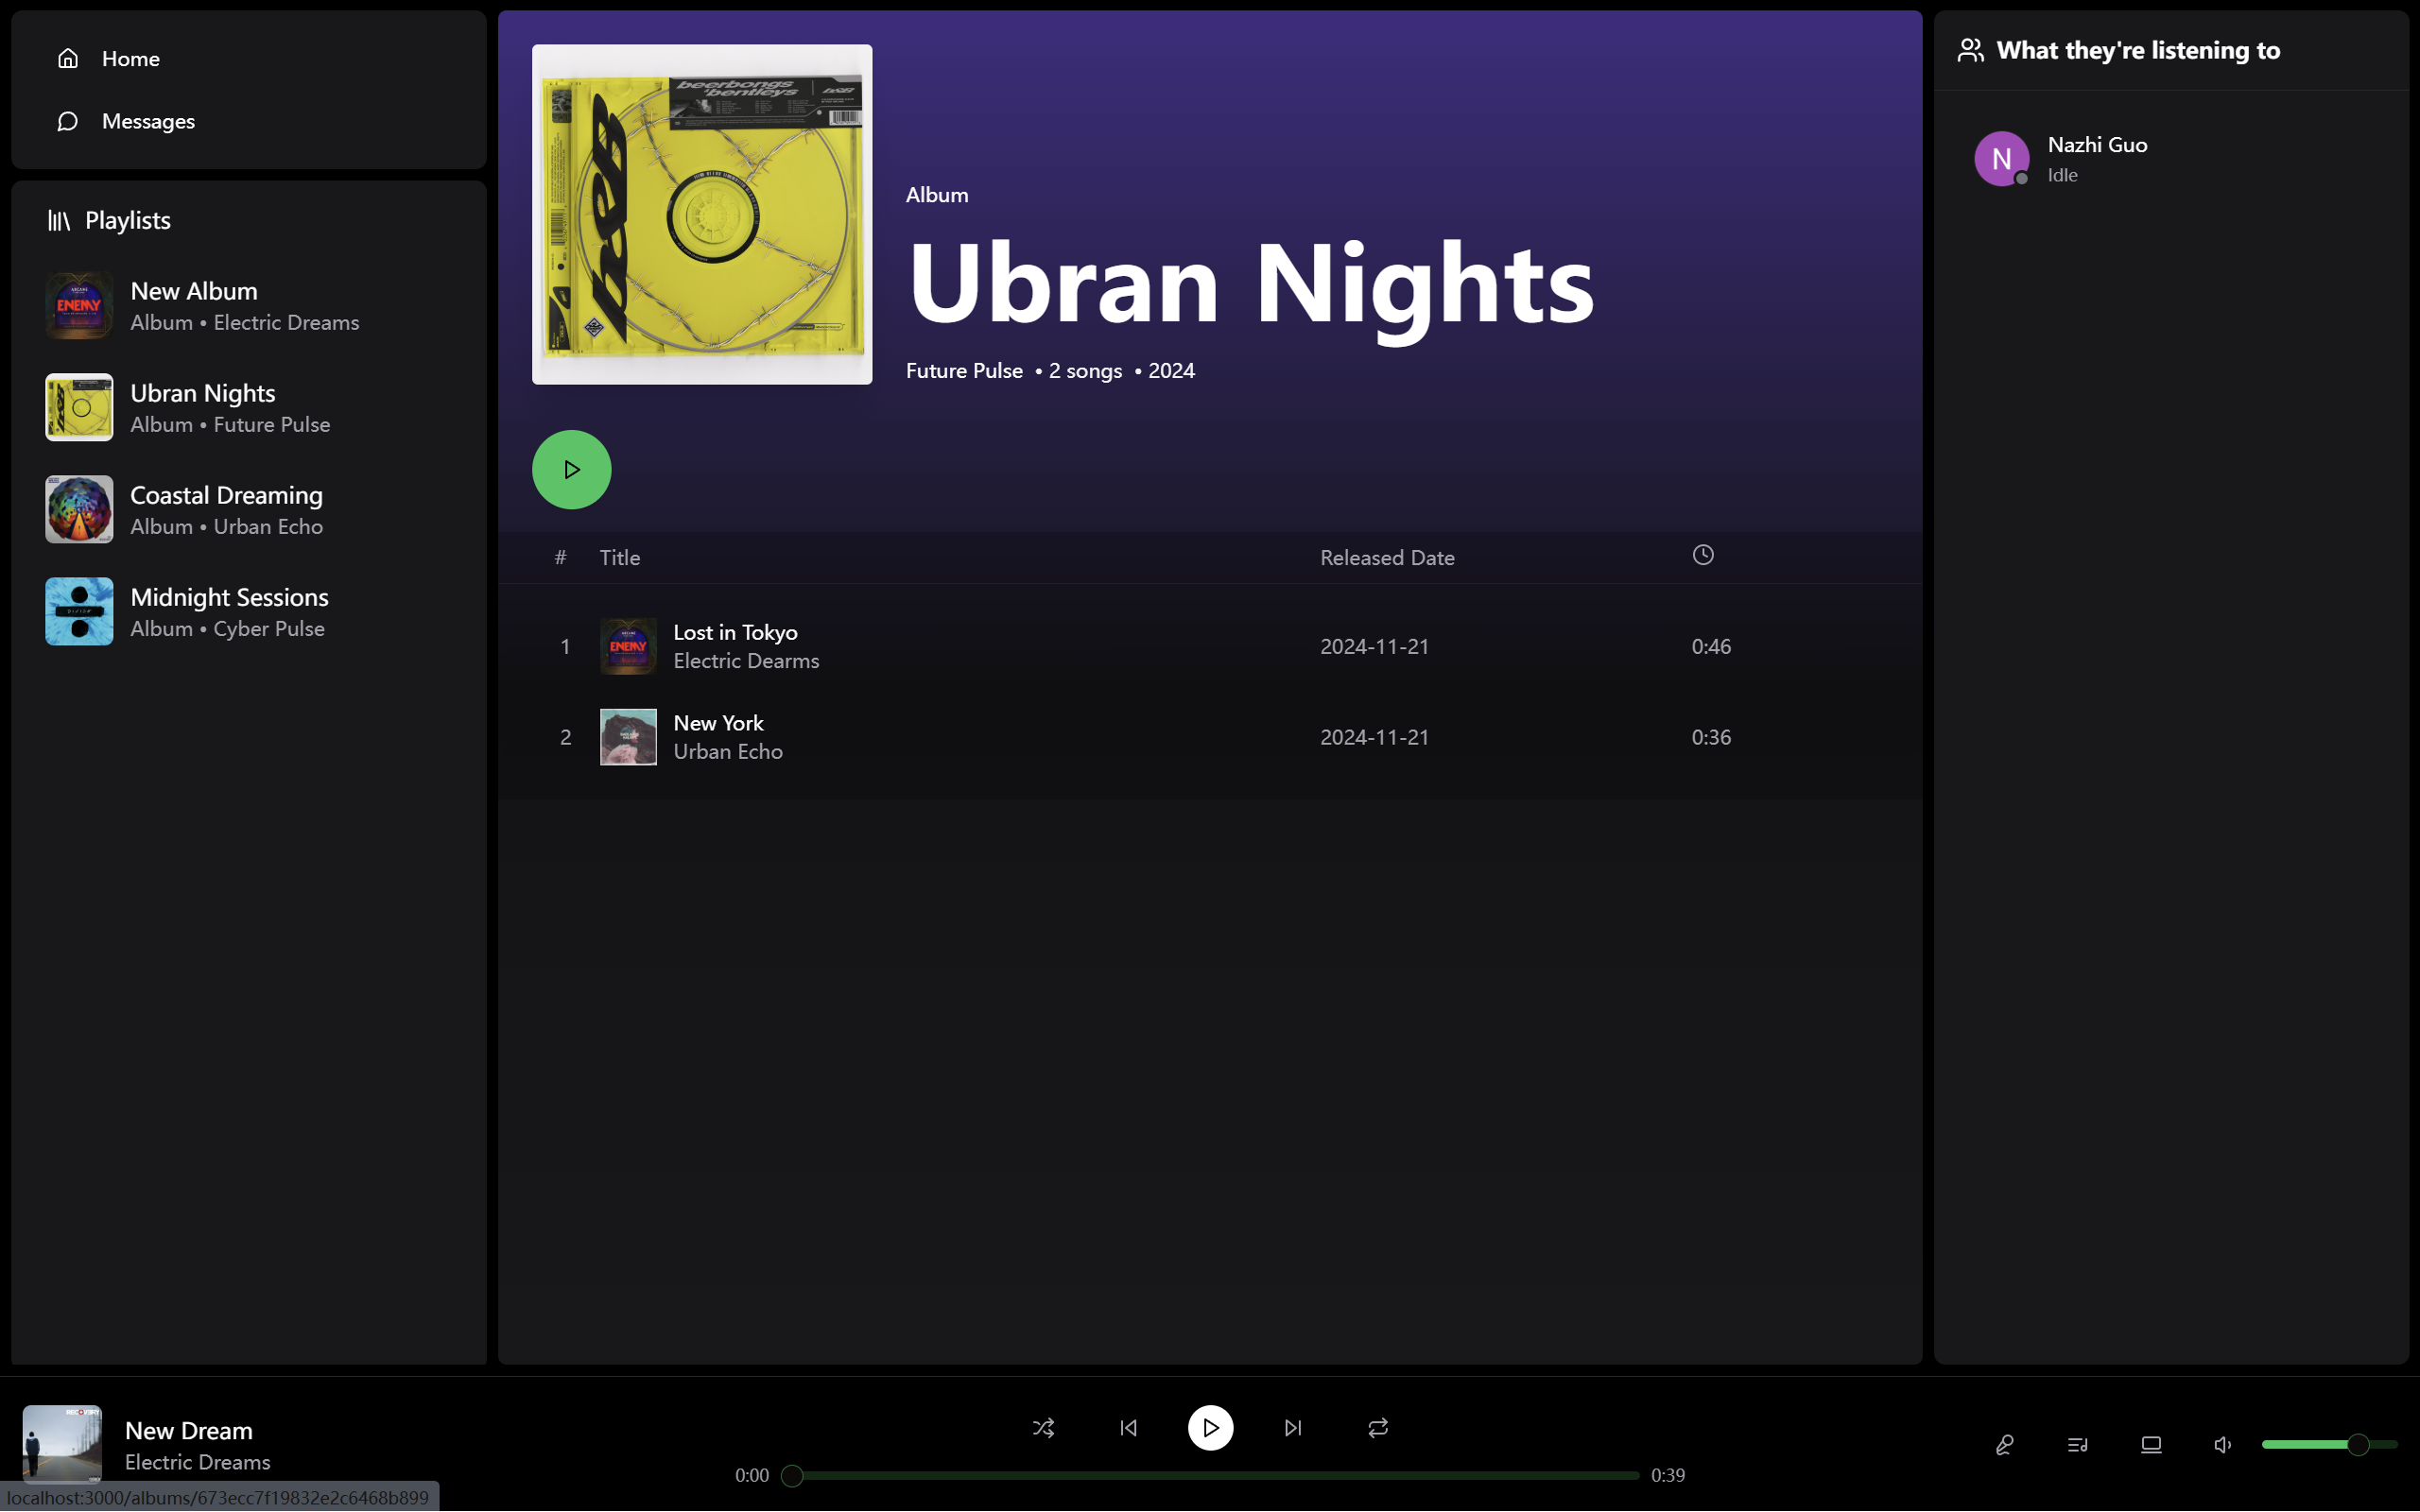 Home
Messages
Playlists
New Album
Album • Electric Dreams
Ubran Nights
Album • Future Pulse
Coastal Dreaming
Album • Urban Echo
Midnight Sessions
Album • Cyber Pulse
beerbongs
& bentleys
b&b
Album
Ubran Nights
Future Pulse • 2 songs • 2024
# Title Released Date
1 Lost in Tokyo 2024-11-21 0:46
ENEMY
Electric Dearms
2 New York 2024-11-21 0:36
Urban Echo
What they're listening to
N
Nazhi Guo
Idle
RECOVERY
New Dream
Electric Dreams
0:00 0:39
localhost:3000/albums/673ecc7f19832e2c6468b899